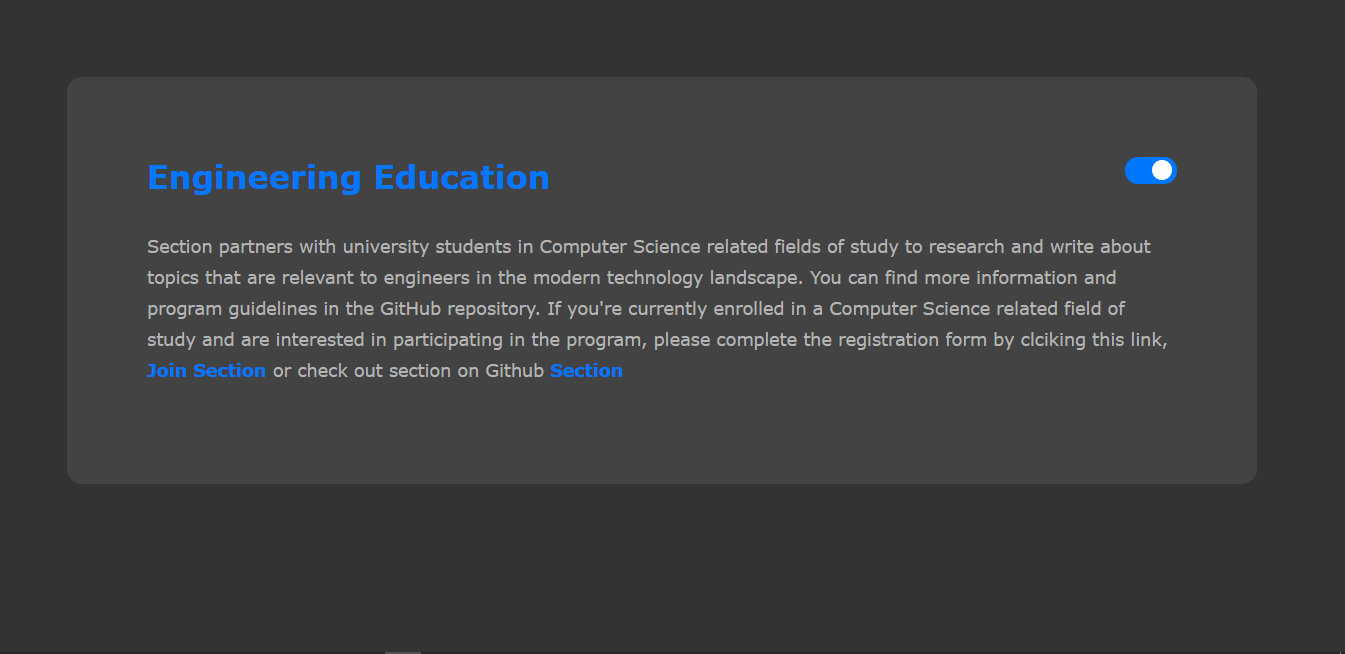 Engineering Education
Section partners with university students in Computer Science related fields of study to research and write about
topics that are relevant to engineers in the modern technology landscape. You can find more information and
program guidelines in the GitHub repository. If you're currently enrolled in a Computer Science related field of
study and are interested in participating in the program, please complete the registration form by clciking this link,
Join Section or check out section on Github Section